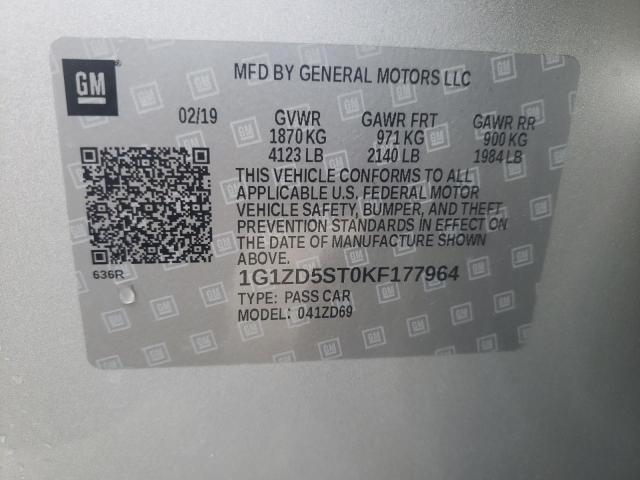 GM
MFD BY GENERAL MOTORS LLC
02/19 GVWR GAWR FRT GAWR RR
1870 KG 971 KG 900 KG
4123 LB 2140 LB 1984 LB
THIS VEHICLE CONFORMS TO ALL
APPLICABLE U.S. FEDERAL MOTOR
VEHICLE SAFETY, BUMPER, AND THEFT
PREVENTION STANDARDS IN EFFECT ON
THE DATE OF MANUFACTURE SHOWN
ABOVE.
636R
1G1ZD5ST0KF177964
TYPE: PASS CAR
MODEL: 041ZD69